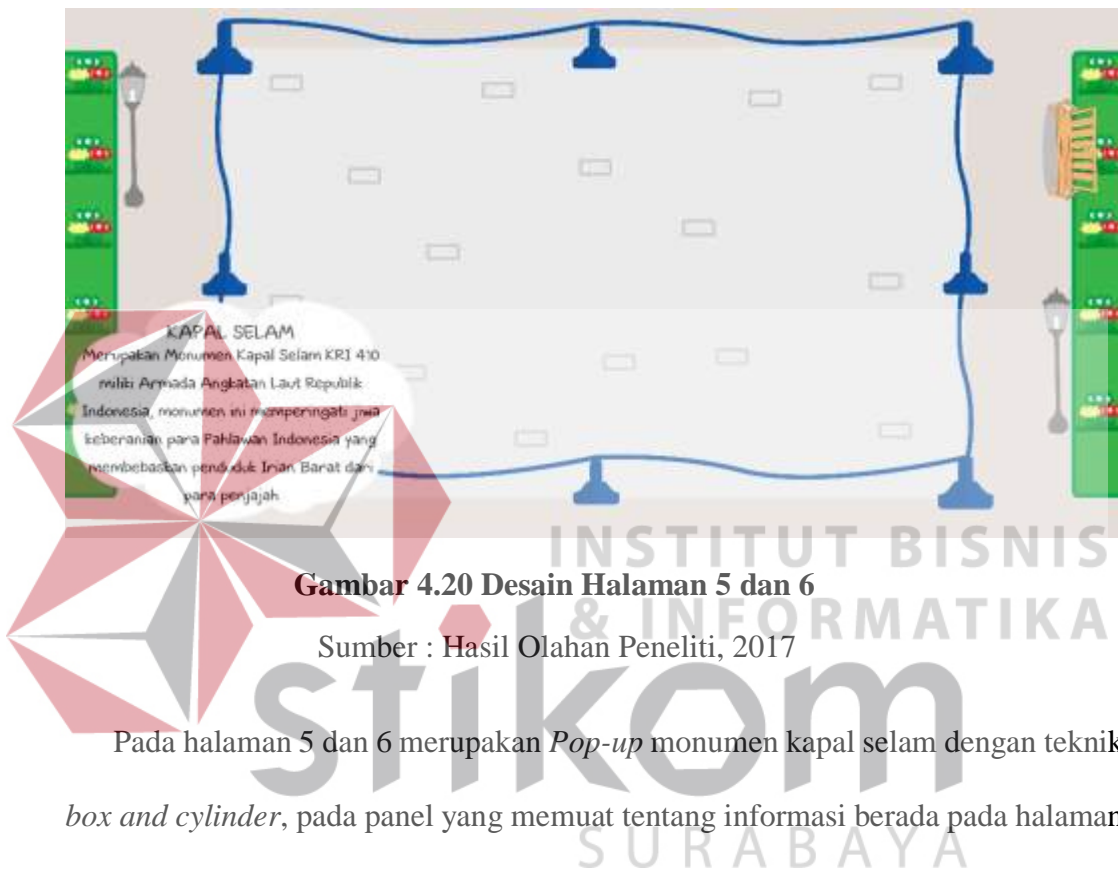 KAPAL SELAM
Merupakan Monumen Kapal Selam KRI 410
miliki Armada Angkatan Laut Republik
Indonesia, monumen ini memperingati jiwa
keberanian para Pahlawan Indonesia yang
membebaskan penduduk Irian Barat dari
para penjajah
INSTITUT BISNIS
Gambar 4.20 Desain Halaman 5 dan 6
& INFORMATIKA
Sumber : Hasil Olahan Peneliti, 2017
stikom
Pada halaman 5 dan 6 merupakan Pop-up monumen kapal selam dengan teknik
box and cylinder, pada panel yang memuat tentang informasi berada pada halaman
SURABAYA